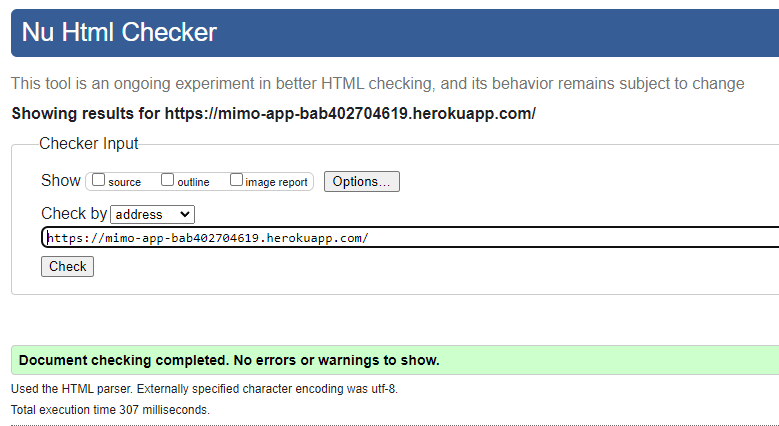 Nu Html Checker
This tool is an ongoing experiment in better HTML checking, and its behavior remains subject to change
Showing results for https://mimo-app-bab402704619.herokuapp.com/
Checker Input
Show source outline image report Options...
Check by address
https://mimo-app-bab402704619.herokuapp.com/
Check
Document checking completed. No errors or warnings to show.
Used the HTML parser. Externally specified character encoding was utf-8.
Total execution time 307 milliseconds.